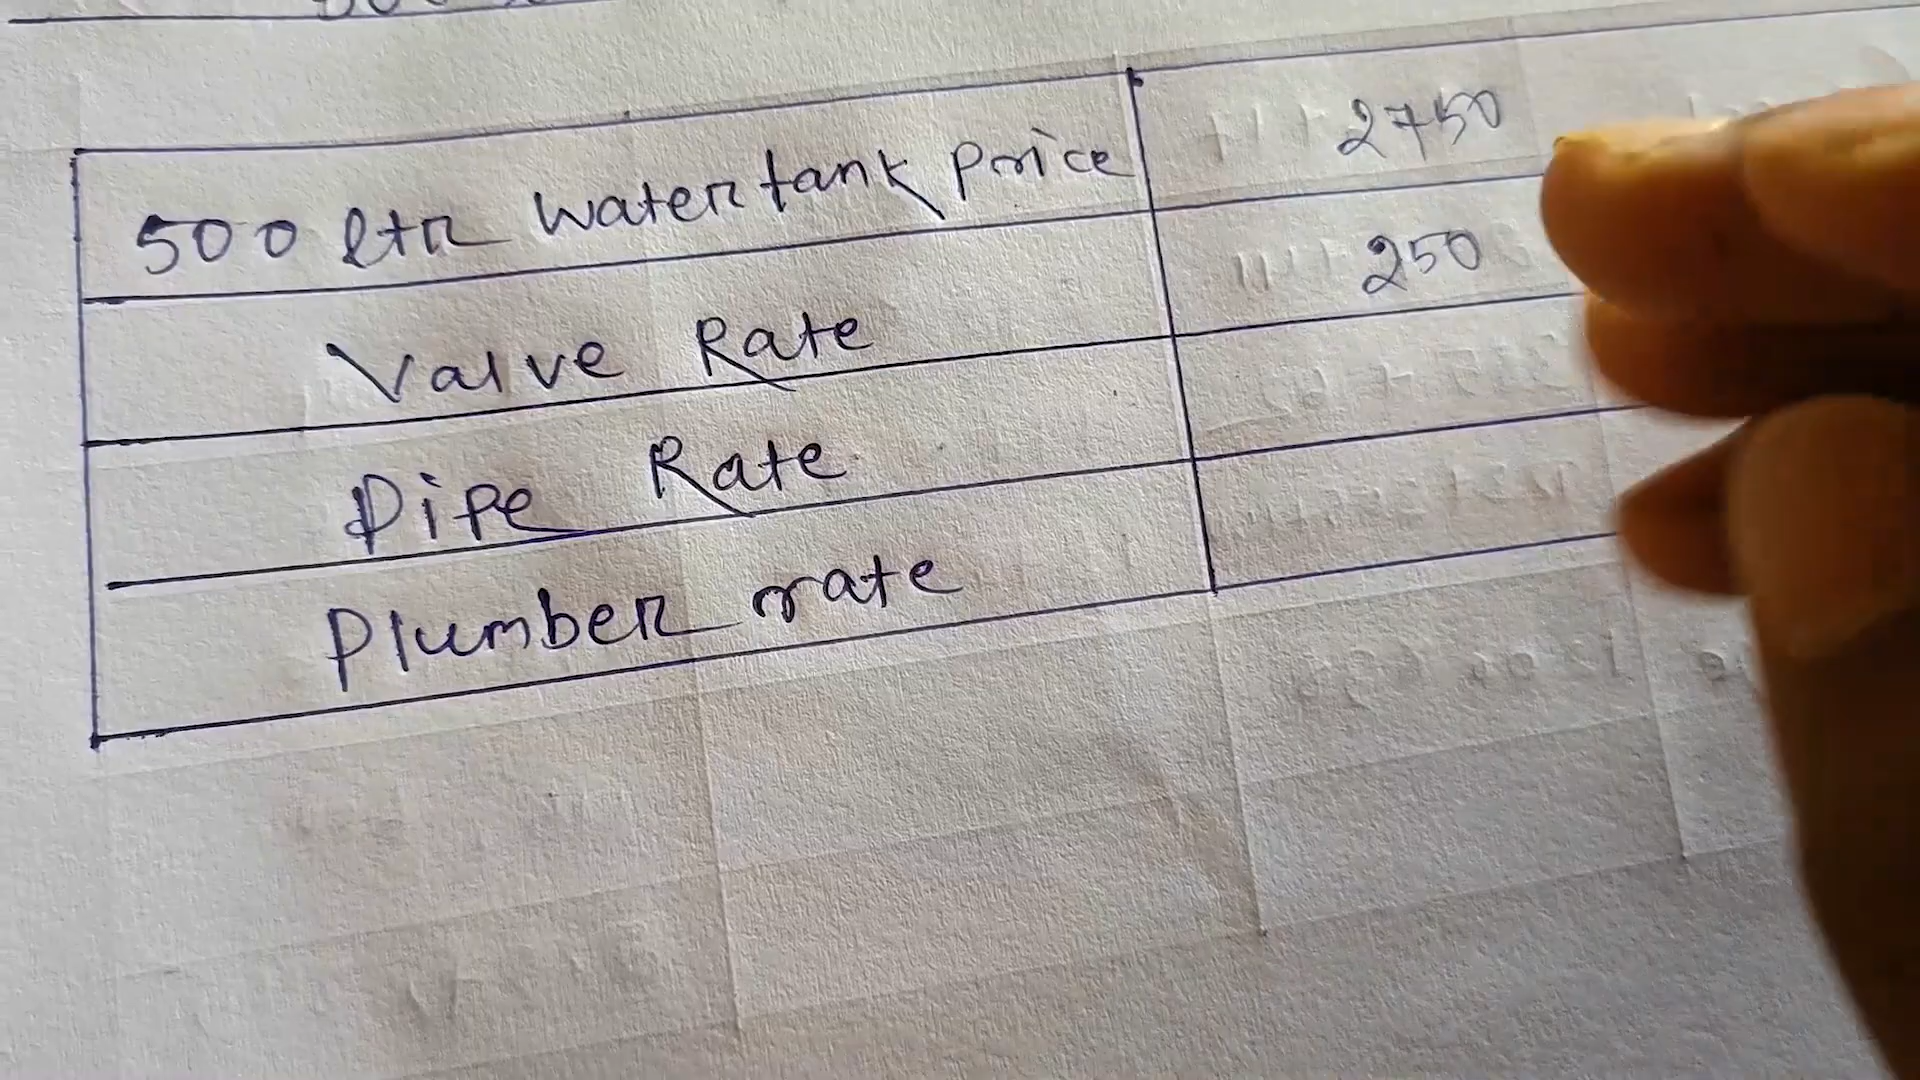 500 ltr water tank price 2750
Valve Rate 250
Pipe Rate
Plumber rate